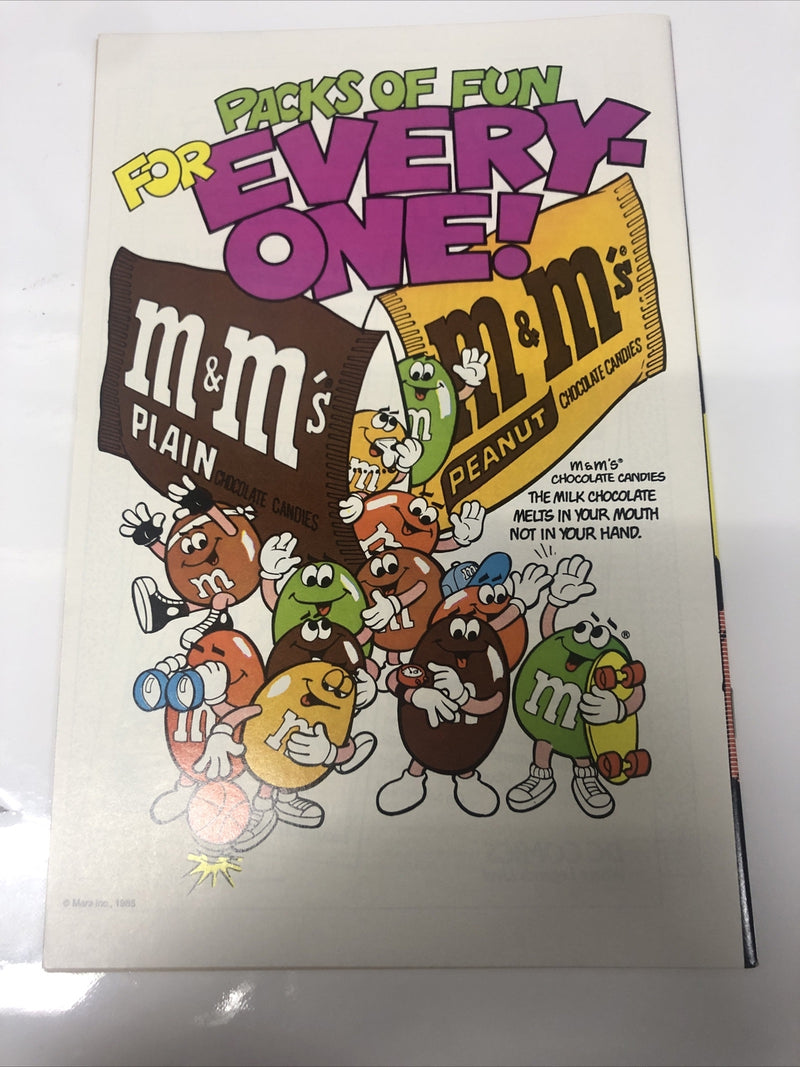 PACKS OF FUN
FOR EVERY-
ONE!
m&m's
PLAIN
CHOCOLATE CANDIES
m&m's
PEANUT
CHOCOLATE CANDIES
m&m's®
CHOCOLATE CANDIES
THE MILK CHOCOLATE
MELTS IN YOUR MOUTH
NOT IN YOUR HAND.
m
m
m
m
m
m
m
m
®
© Mars Inc., 1985